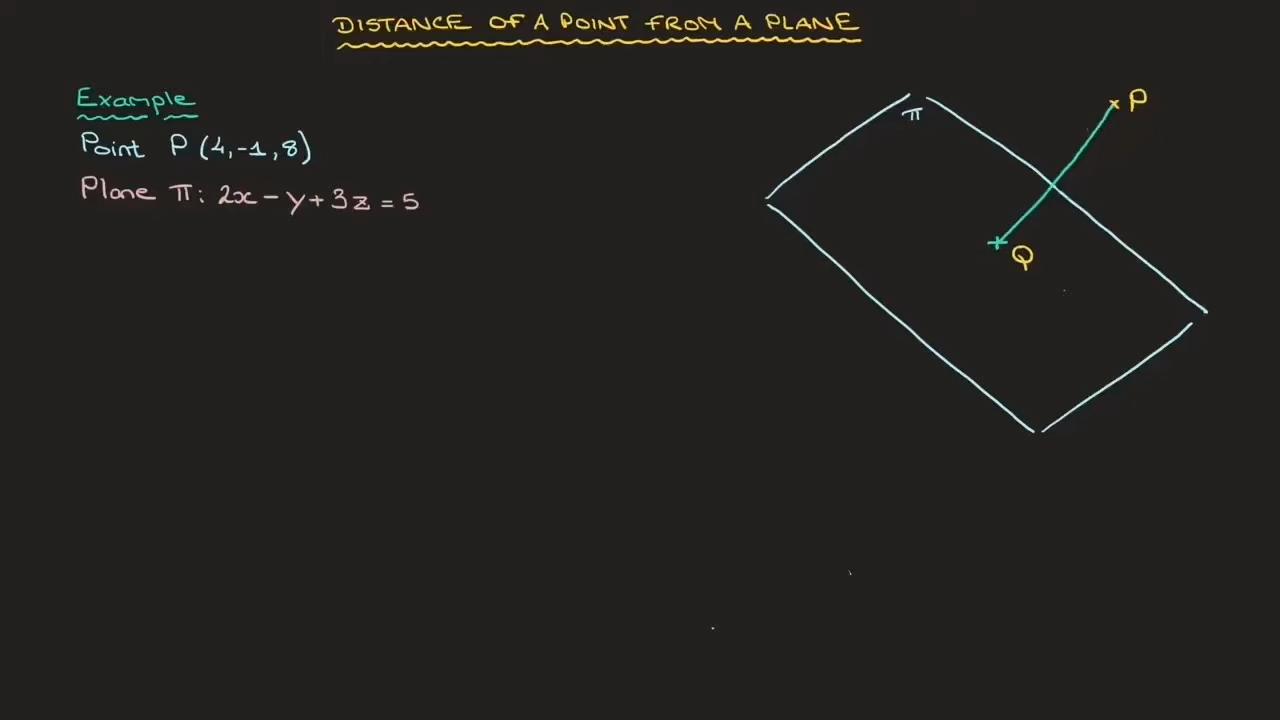 DISTANCE OF A POINT FROM A PLANE
Example
Point P (4,-1,8)
Plane π: 2x - y + 3z = 5
π
P
Q